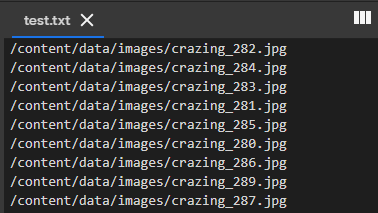 test.txt
/content/data/images/crazing_282.jpg
/content/data/images/crazing_284.jpg
/content/data/images/crazing_283.jpg
/content/data/images/crazing_281.jpg
/content/data/images/crazing_285.jpg
/content/data/images/crazing_280.jpg
/content/data/images/crazing_286.jpg
/content/data/images/crazing_289.jpg
/content/data/images/crazing_287.jpg